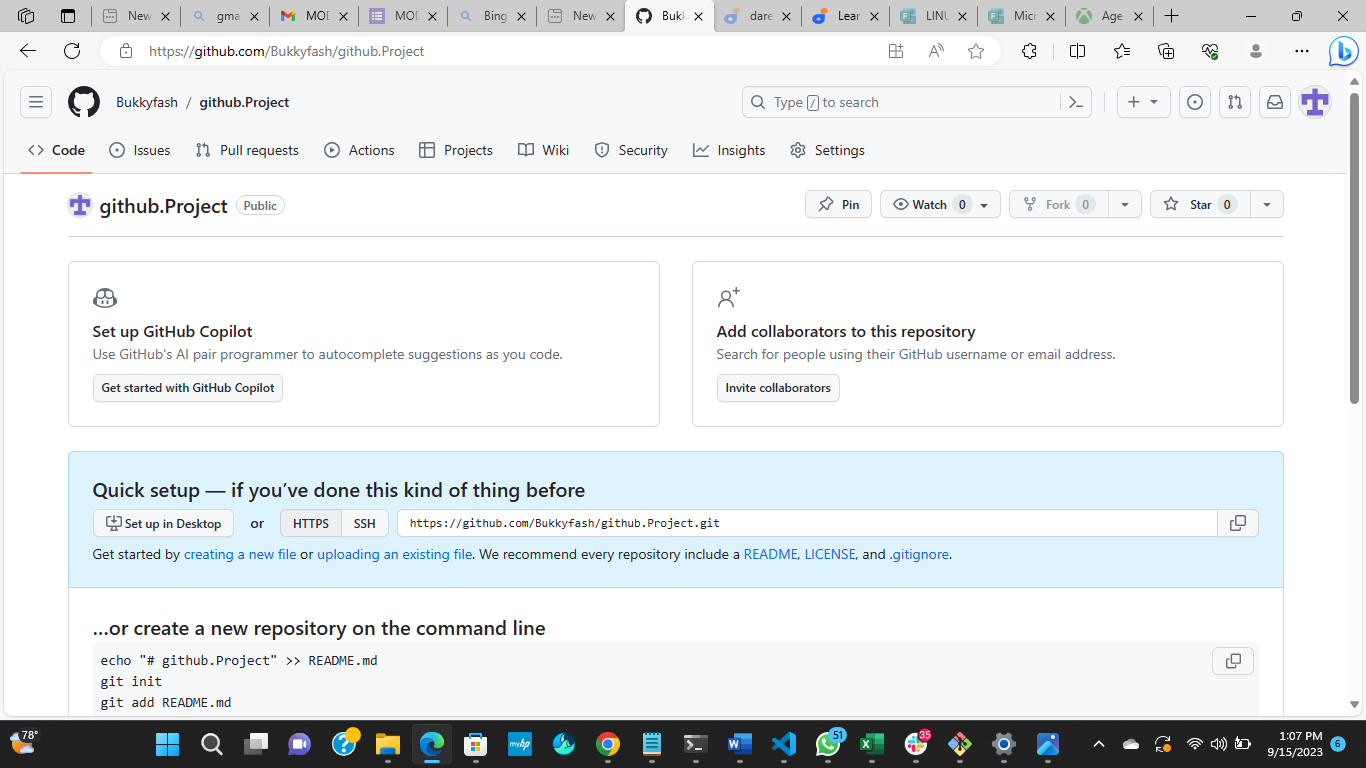 New
gma
MOD
MOD
Bing
New
Bukk
dare
Lear
LINU
Micr
Age
https://github.com/Bukkyfash/github.Project
Bukkyfash / github.Project
Type / to search
Code Issues Pull requests Actions Projects Wiki Security Insights Settings
github.Project Public
Pin Watch 0 Fork 0 Star 0
Set up GitHub Copilot
Use GitHub's AI pair programmer to autocomplete suggestions as you code.
Get started with GitHub Copilot
Add collaborators to this repository
Search for people using their GitHub username or email address.
Invite collaborators
Quick setup — if you’ve done this kind of thing before
Set up in Desktop or HTTPS SSH https://github.com/Bukkyfash/github.Project.git
Get started by creating a new file or uploading an existing file. We recommend every repository include a README, LICENSE, and .gitignore.
…or create a new repository on the command line
echo "# github.Project" >> README.md
git init
git add README.md
78°
myhp
51
35
1:07 PM
9/15/2023
6